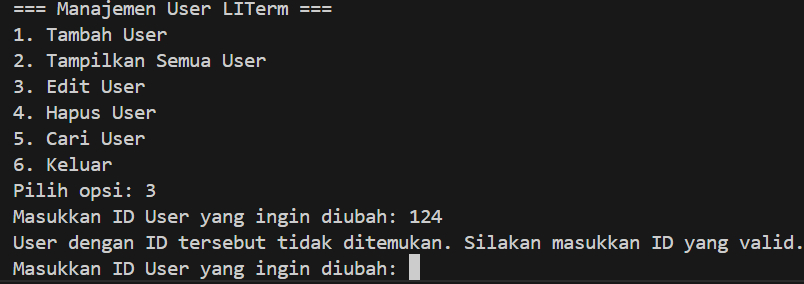 === Manajemen User LITerm ===
1. Tambah User
2. Tampilkan Semua User
3. Edit User
4. Hapus User
5. Cari User
6. Keluar
Pilih opsi: 3
Masukkan ID User yang ingin diubah: 124
User dengan ID tersebut tidak ditemukan. Silakan masukkan ID yang valid.
Masukkan ID User yang ingin diubah: